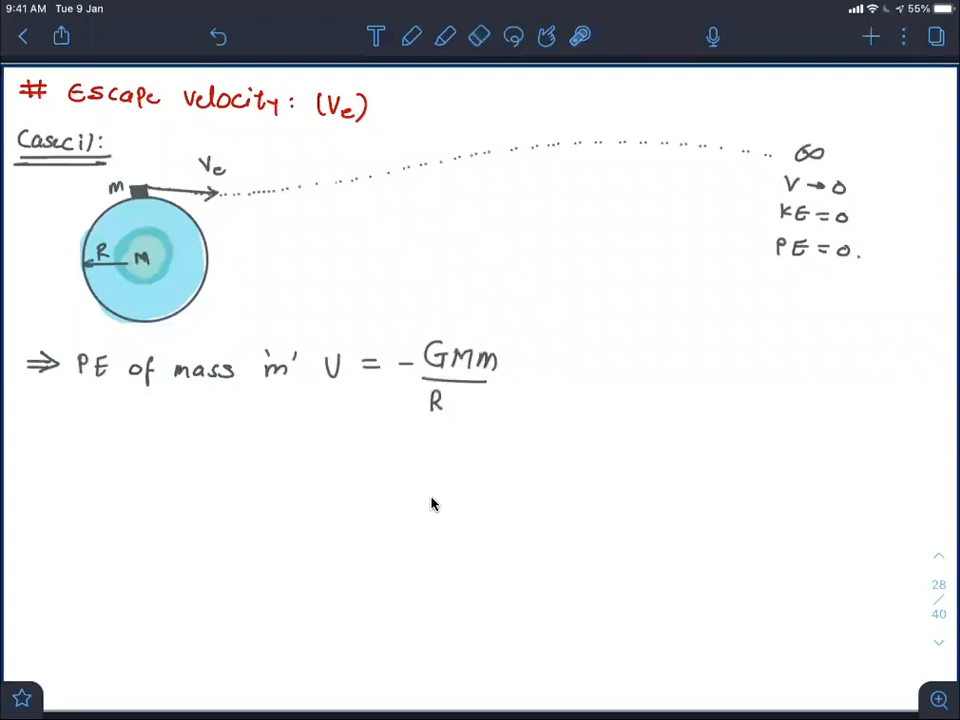 9:41 AM Tue 9 Jan
55%
# Escape velocity: (Ve)
Case(i):
m
Ve
∞
V → 0
KE = 0
PE = 0.
R
M
⇒ PE of mass 'm' U = - GMm
R
28
/
40